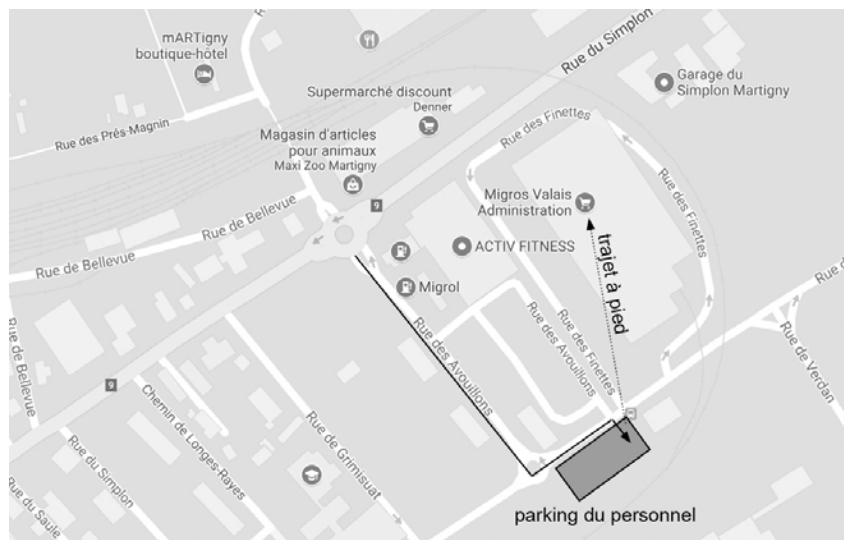 Rue du Simplon
mARTigny
boutique-hôtel
Garage du
Simplon Martigny
Supermarché discount
Denner
Rue des Prés-Magnin
Rue des Finettes
Magasin d'articles
pour animaux
Maxi Zoo Martigny
Migros Valais
Administration
9
Rue de Bellevue
Rue des Finettes
ACTIV FITNESS
Rue de Bellevue
trajet à pied
Migrol
Rue de Bellevue
Rue des Avouillons
Rue des Avouillons
Rue des Finettes
Rue de Verdan
9
Chemin de Longes-Rayes
Rue de Grimisuat
Rue du Simplon
Rue du Saule
parking du personnel